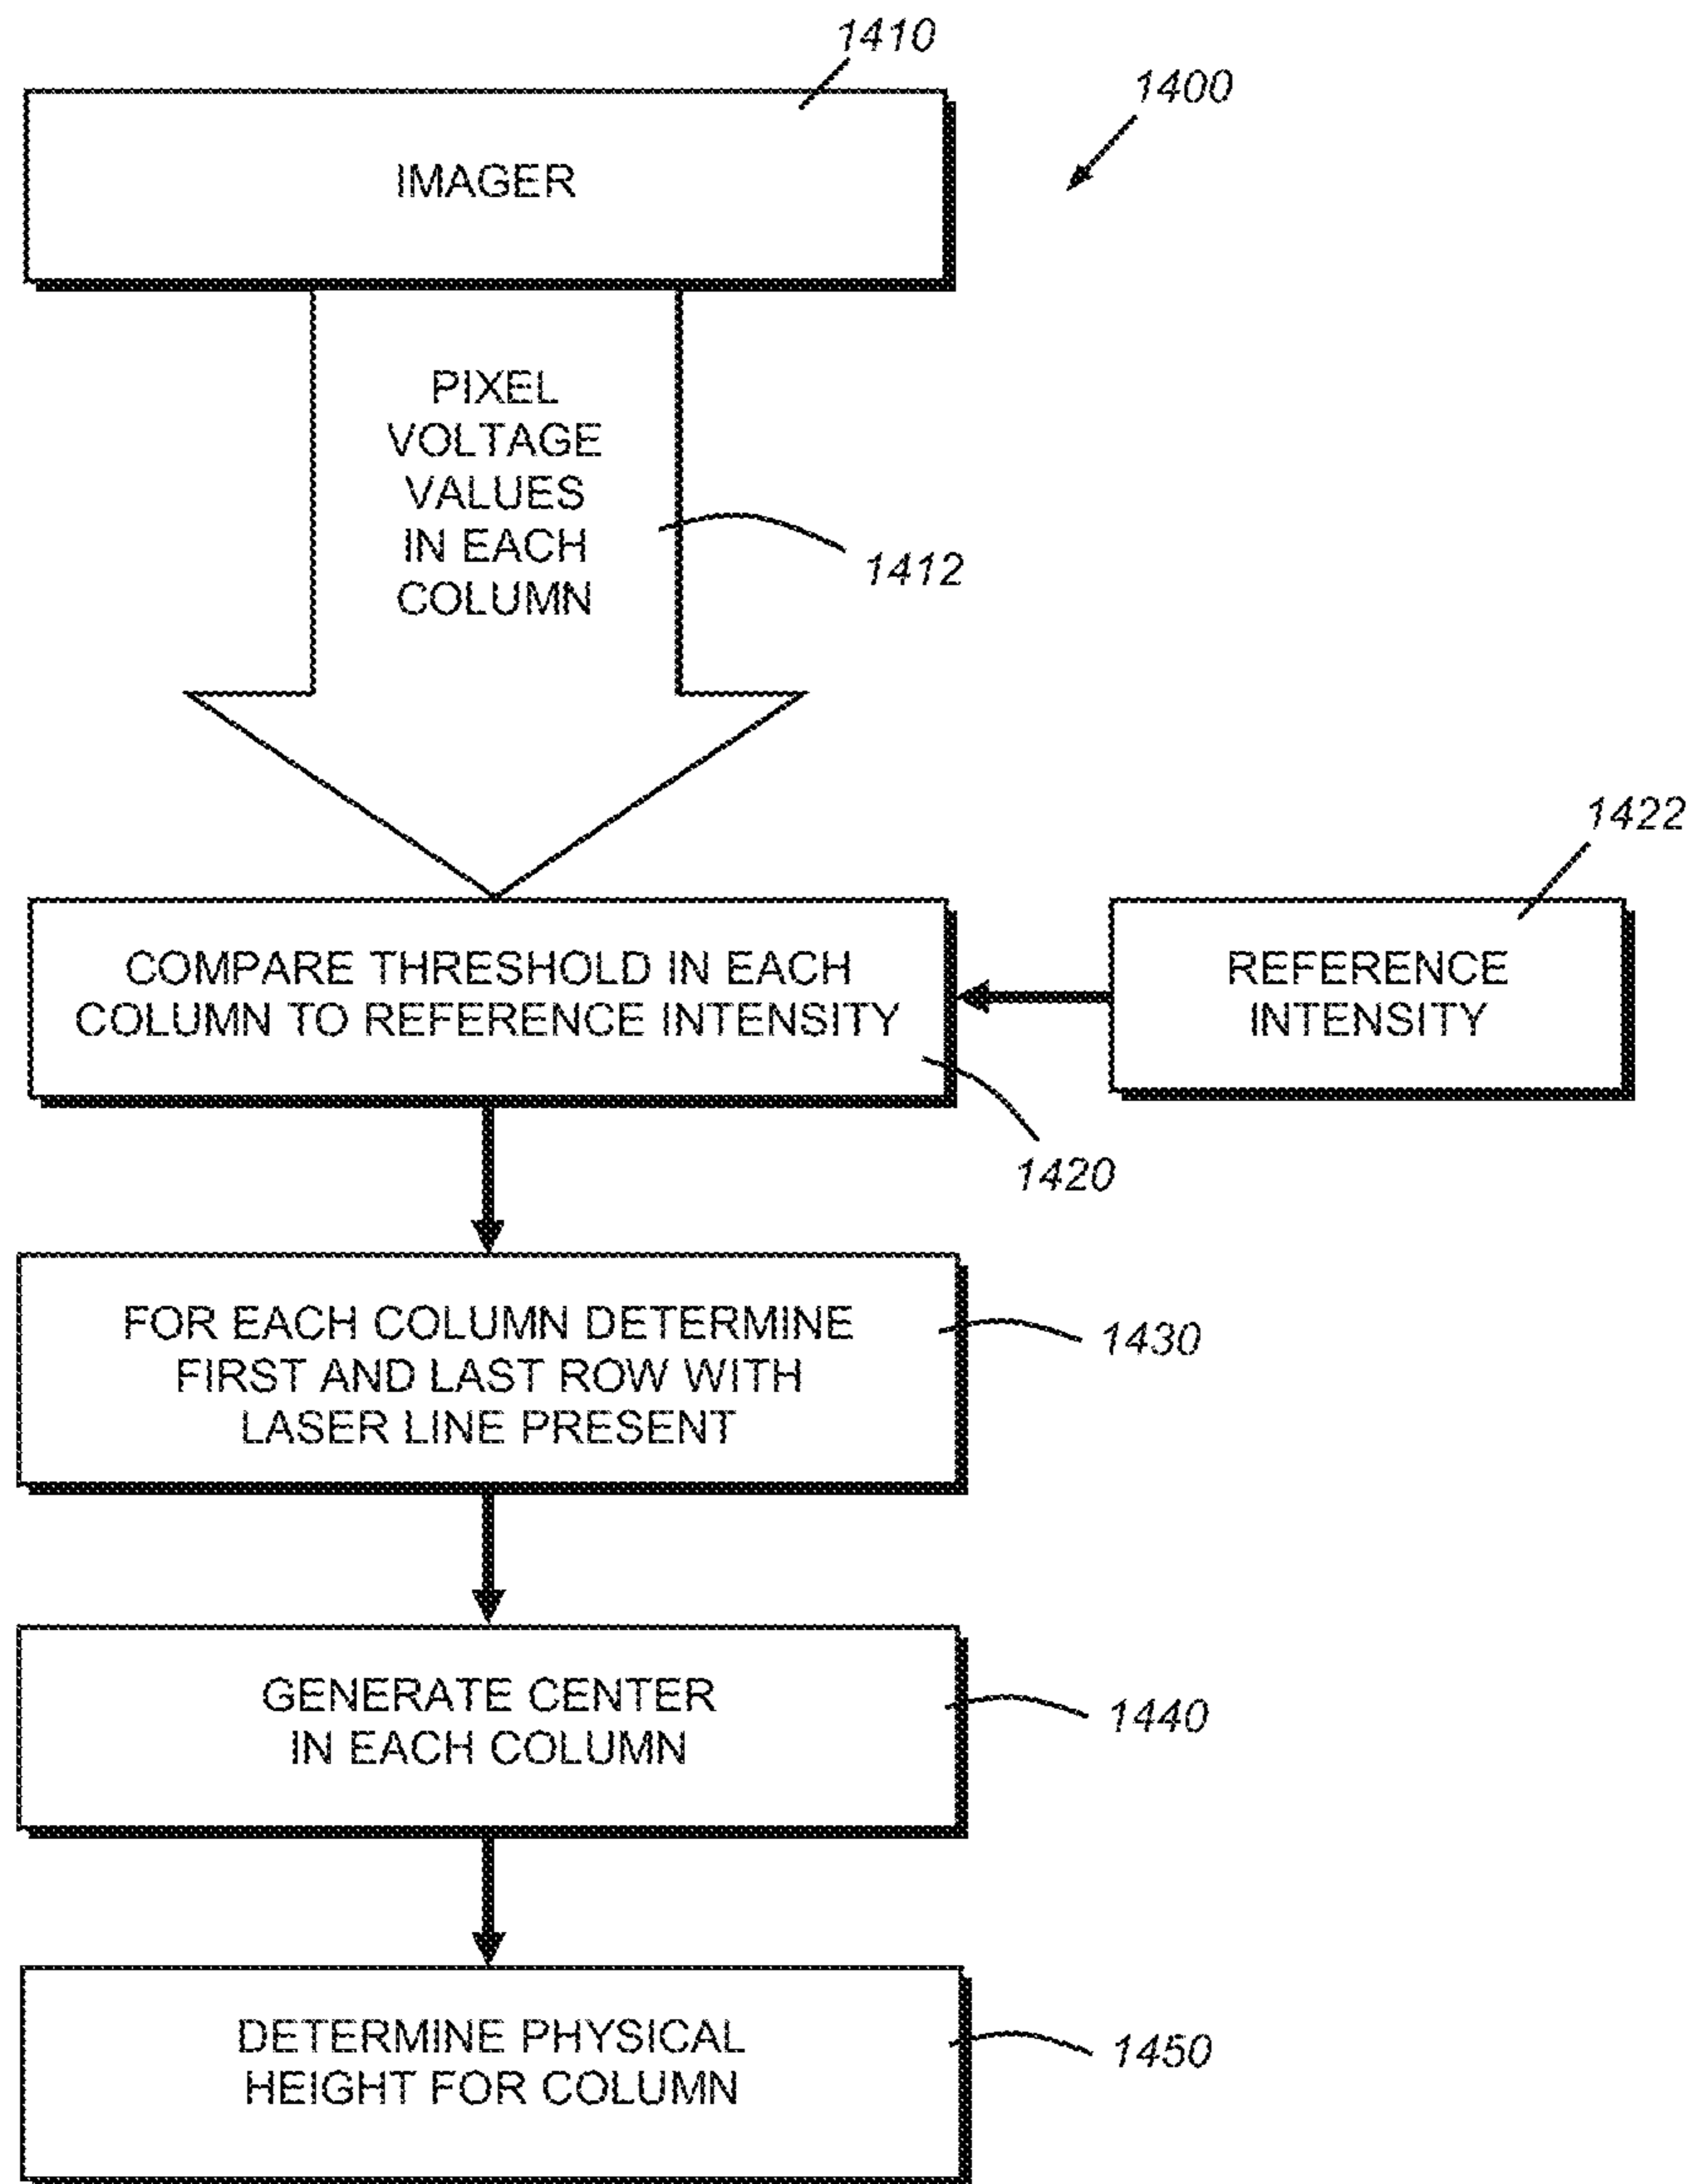 1410
1400
IMAGER
PIXEL
VOLTAGE
VALUES
IN EACH
COLUMN
1412
1422
COMPARE THRESHOLD IN EACH
COLUMN TO REFERENCE INTENSITY
REFERENCE
INTENSITY
1420
FOR EACH COLUMN DETERMINE
FIRST AND LAST ROW WITH
LASER LINE PRESENT
1430
GENERATE CENTER
IN EACH COLUMN
1440
DETERMINE PHYSICAL
HEIGHT FOR COLUMN
1450